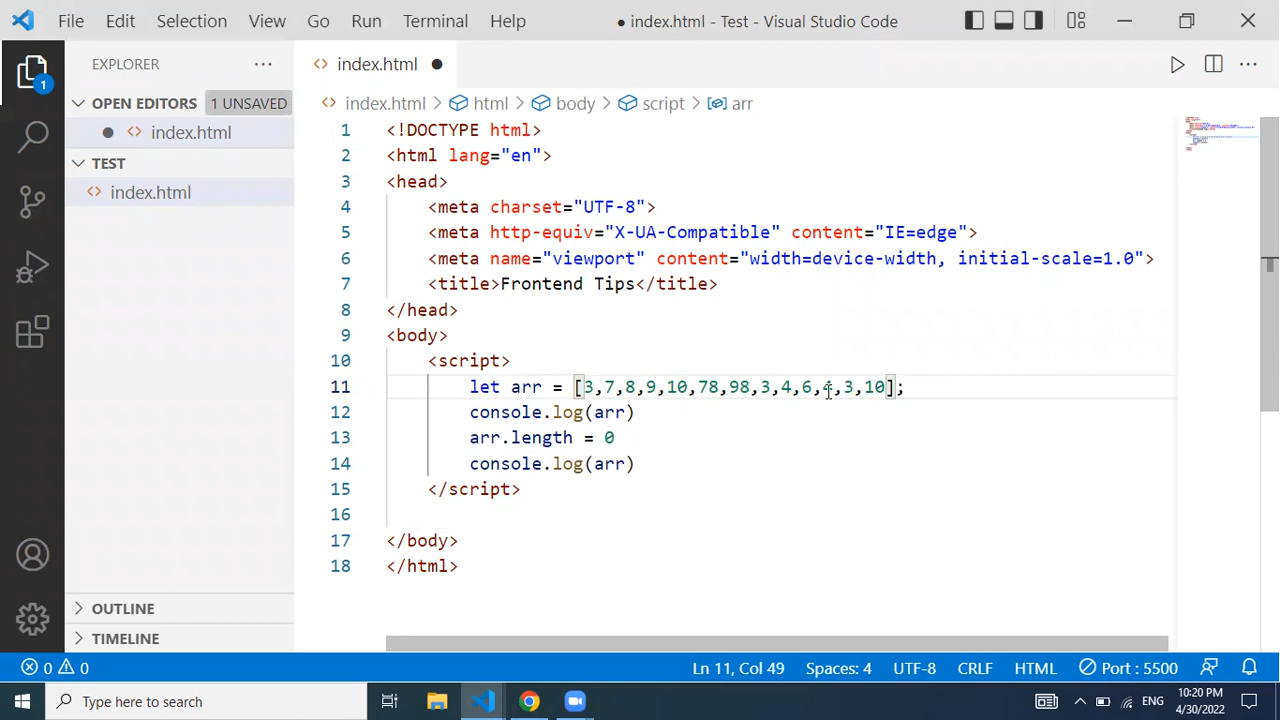 File Edit Selection View Go Run Terminal Help ● index.html - Test - Visual Studio Code
EXPLORER ···
index.html ●
OPEN EDITORS 1 UNSAVED
● index.html
TEST
index.html
index.html > html > body > script > arr
1 <!DOCTYPE html>
2 <html lang="en">
3 <head>
4 <meta charset="UTF-8">
5 <meta http-equiv="X-UA-Compatible" content="IE=edge">
6 <meta name="viewport" content="width=device-width, initial-scale=1.0">
7 <title>Frontend Tips</title>
8 </head>
9 <body>
10 <script>
11 let arr = [3,7,8,9,10,78,98,3,4,6, ,3,10];
12 console.log(arr)
13 arr.length = 0
14 console.log(arr)
15 </script>
16
17 </body>
18 </html>
1
OUTLINE
TIMELINE
0 0 Ln 11, Col 49 Spaces: 4 UTF-8 CRLF HTML Port : 5500
Type here to search
ENG
10:20 PM
4/30/2022